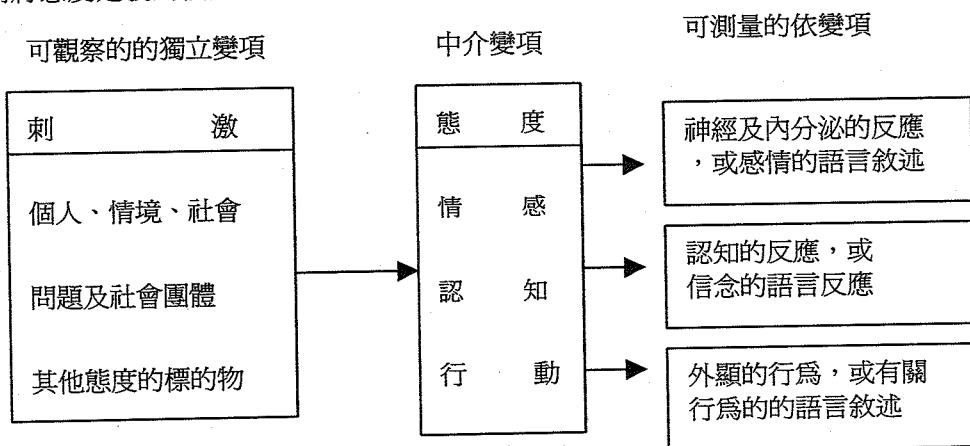 可觀察的的獨立變項
中介變項
可測量的依變項
刺 激
個人、情境、社會
問題及社會團體
其他態度的標的物
態 度
情 感
認 知
行 動
神經及內分泌的反應
，或感情的語言敘述
認知的反應，或
信念的語言反應
外顯的行爲，或有關
行爲的的語言敘述